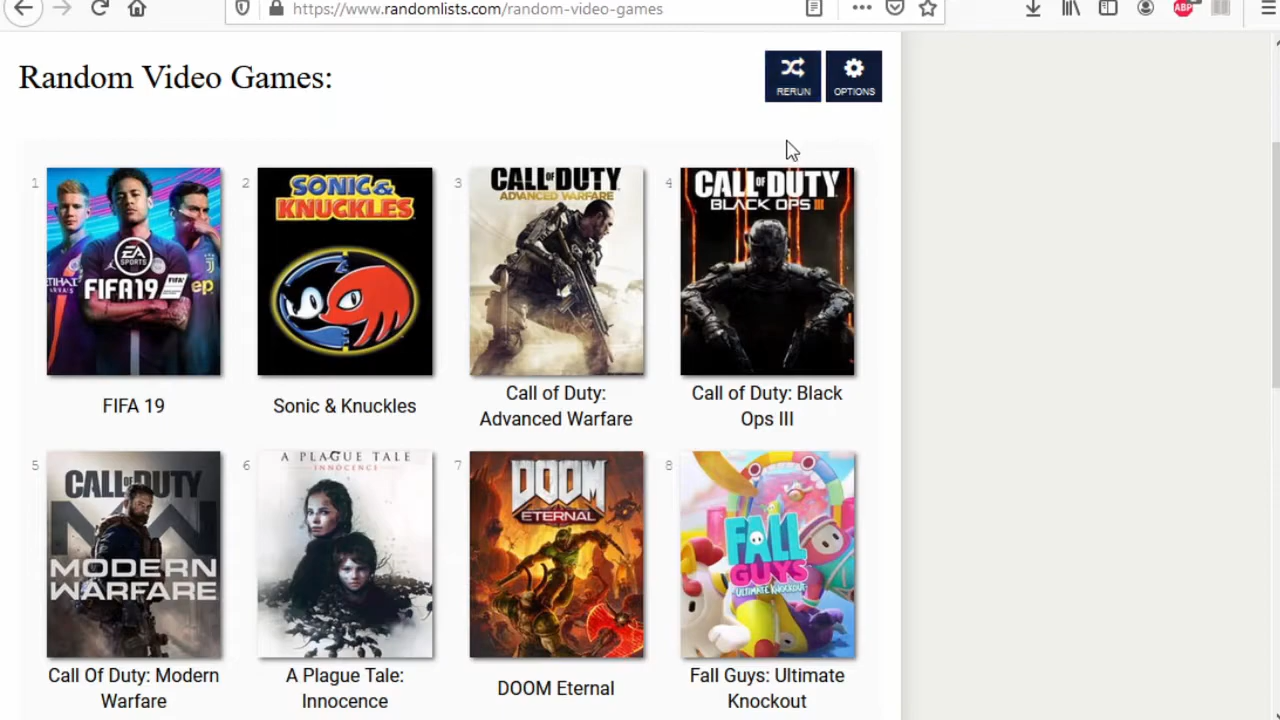 https://www.randomlists.com/random-video-games
ABP
Random Video Games:
RERUN
OPTIONS
1
2
3
4
EA
SPORTS
FIFA19
FIFA
SONIC &
KNUCKLES
CALL OF DUTY
ADVANCED WARFARE
CALL OF DUTY
BLACK OPS III
FIFA 19
Sonic & Knuckles
Call of Duty:
Advanced Warfare
Call of Duty: Black
Ops III
5
6
7
8
CALL OF DUTY
MODERN
WARFARE
A PLAGUE TALE
INNOCENCE
DOOM
ETERNAL
FALL
GUYS
ULTIMATE KNOCKOUT
Call Of Duty: Modern
Warfare
A Plague Tale:
Innocence
DOOM Eternal
Fall Guys: Ultimate
Knockout